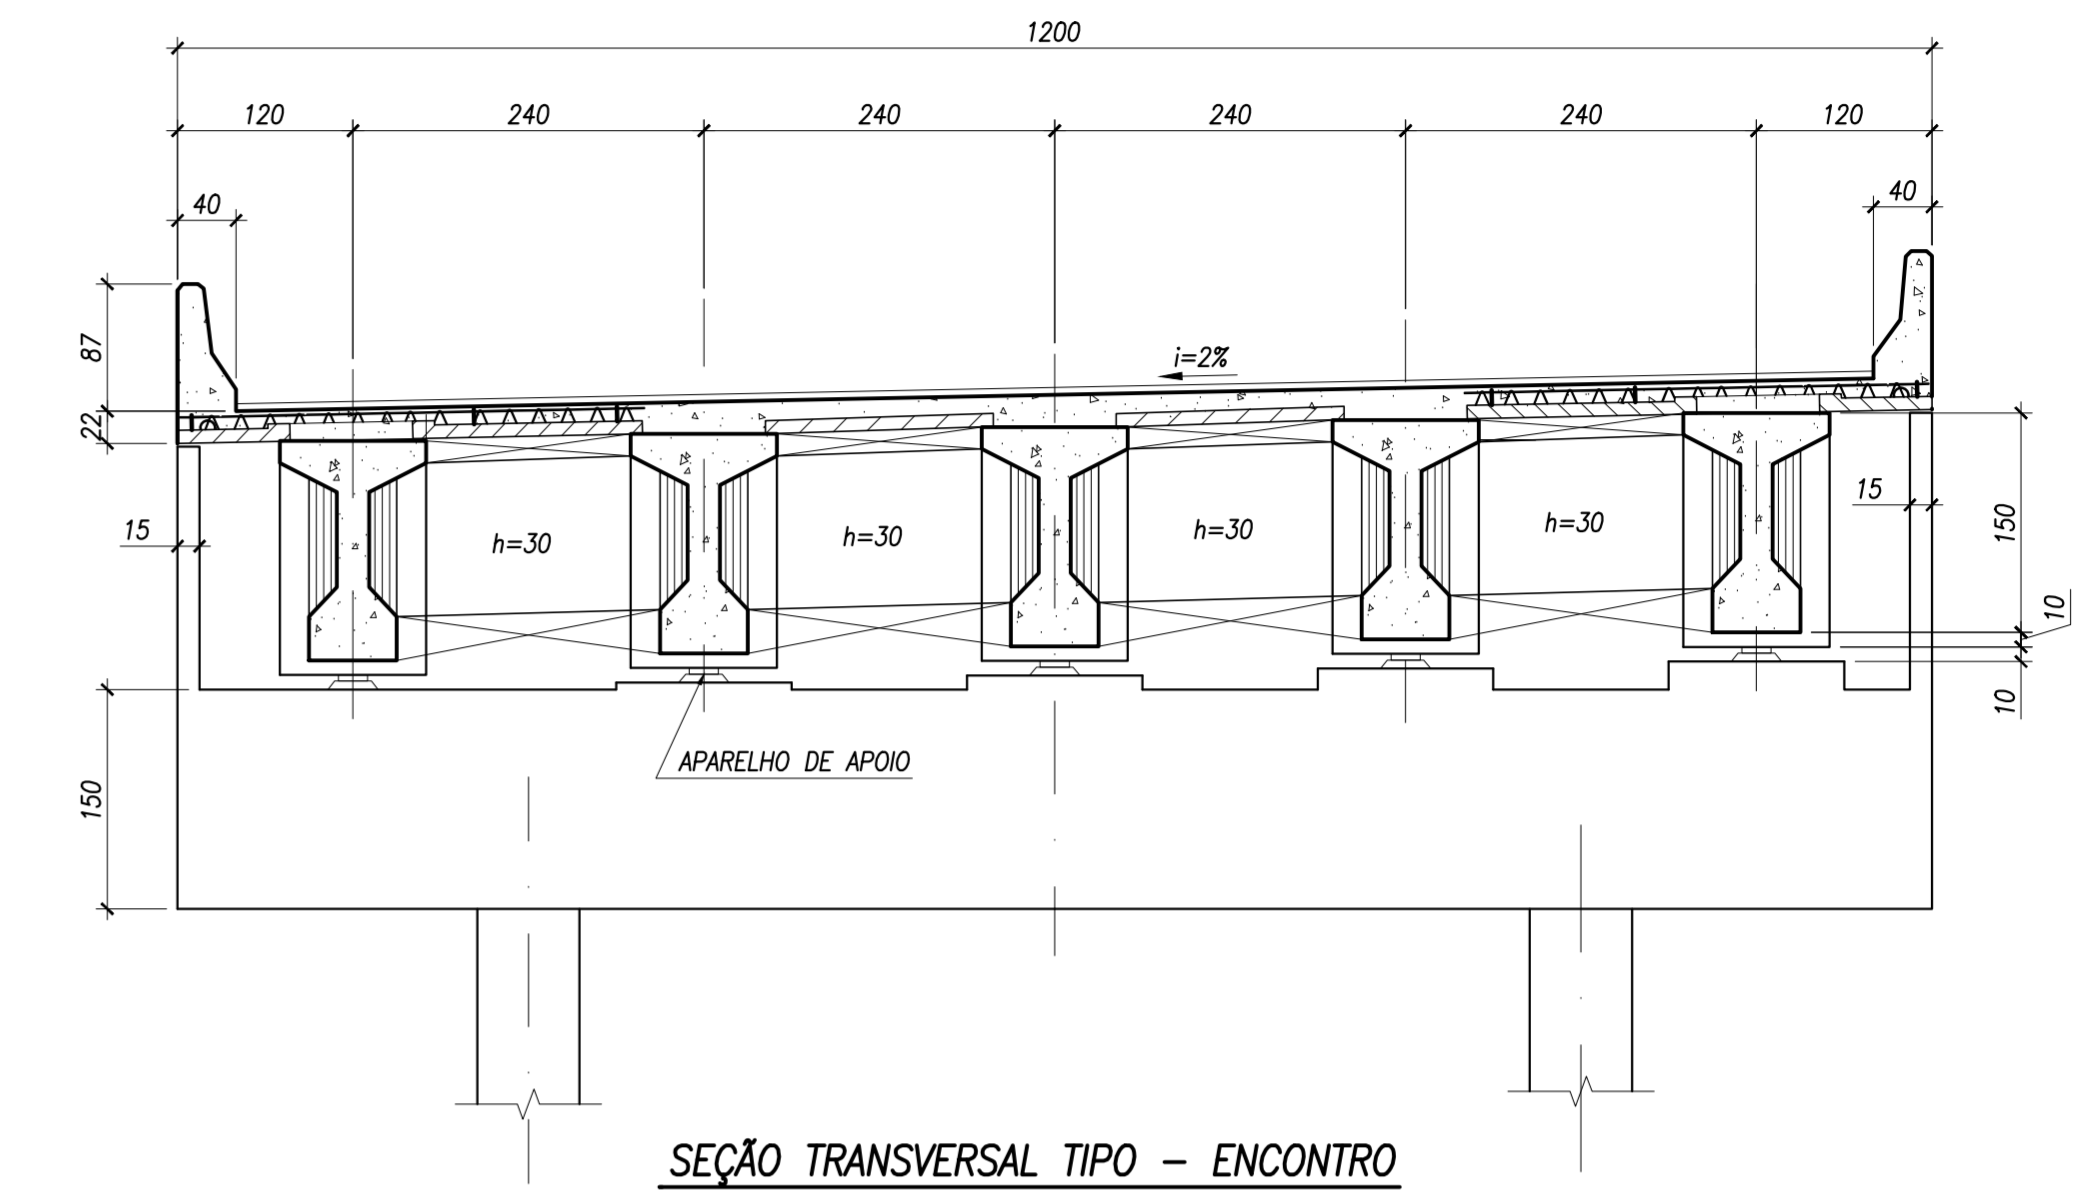 1200
120
240
240
240
240
120
40
40
87
i=2%
22
15
15
h=30
h=30
h=30
h=30
150
10
10
APARELHO DE APOIO
150
SEÇÃO TRANSVERSAL TIPO – ENCONTRO